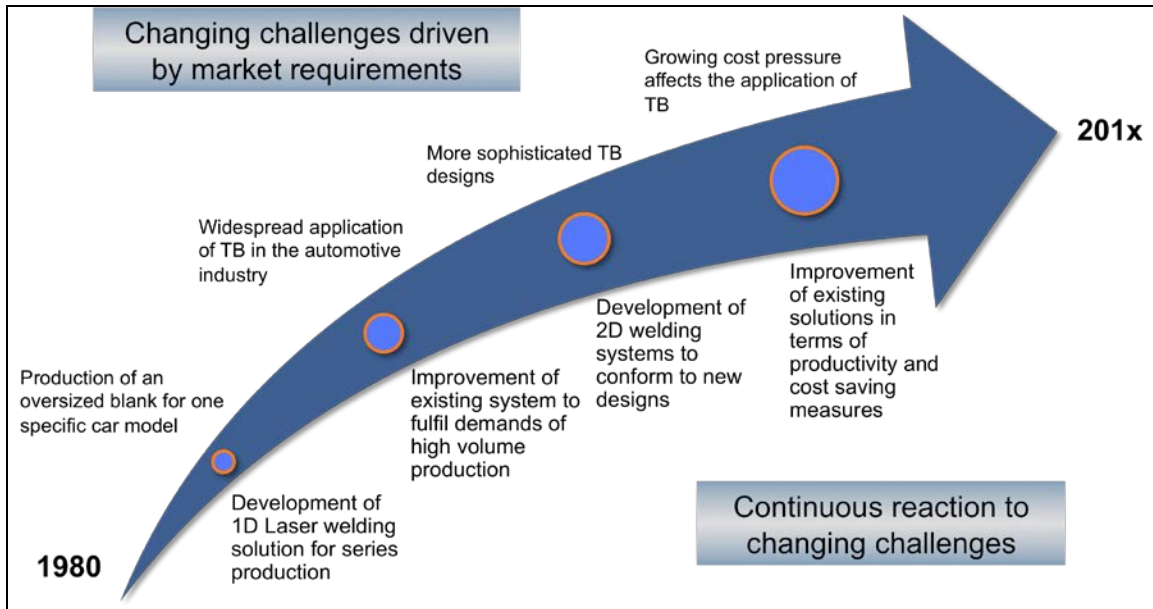 Changing challenges driven
by market requirements
Growing cost pressure
affects the application of
TB
201x
More sophisticated TB
designs
Widespread application
of TB in the automotive
industry
Improvement
of existing
solutions in
terms of
productivity and
cost saving
measures
Development of
2D welding
systems to
conform to new
designs
Production of an
oversized blank for one
specific car model
Improvement of
existing system to
fulfil demands of
high volume
production
Development of
1D Laser welding
solution for series
production
Continuous reaction to
changing challenges
1980